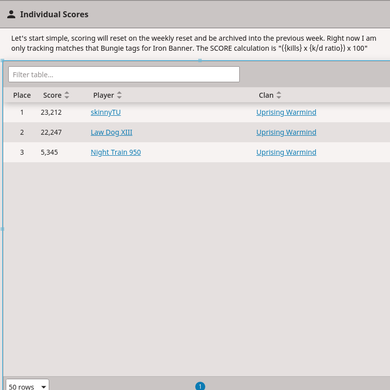 Individual Scores
Let's start simple, scoring will reset on the weekly reset and be archived into the previous week. Right now I am
only tracking matches that Bungie tags for Iron Banner. The SCORE calculation is "((kills) x (k/d ratio)) x 100"
Filter table...
Place Score Player Clan
1 23,212 skinnyTU Uprising Warmind
2 22,247 Law Dog XIII Uprising Warmind
3 5,345 Night Train 950 Uprising Warmind
50 rows 1